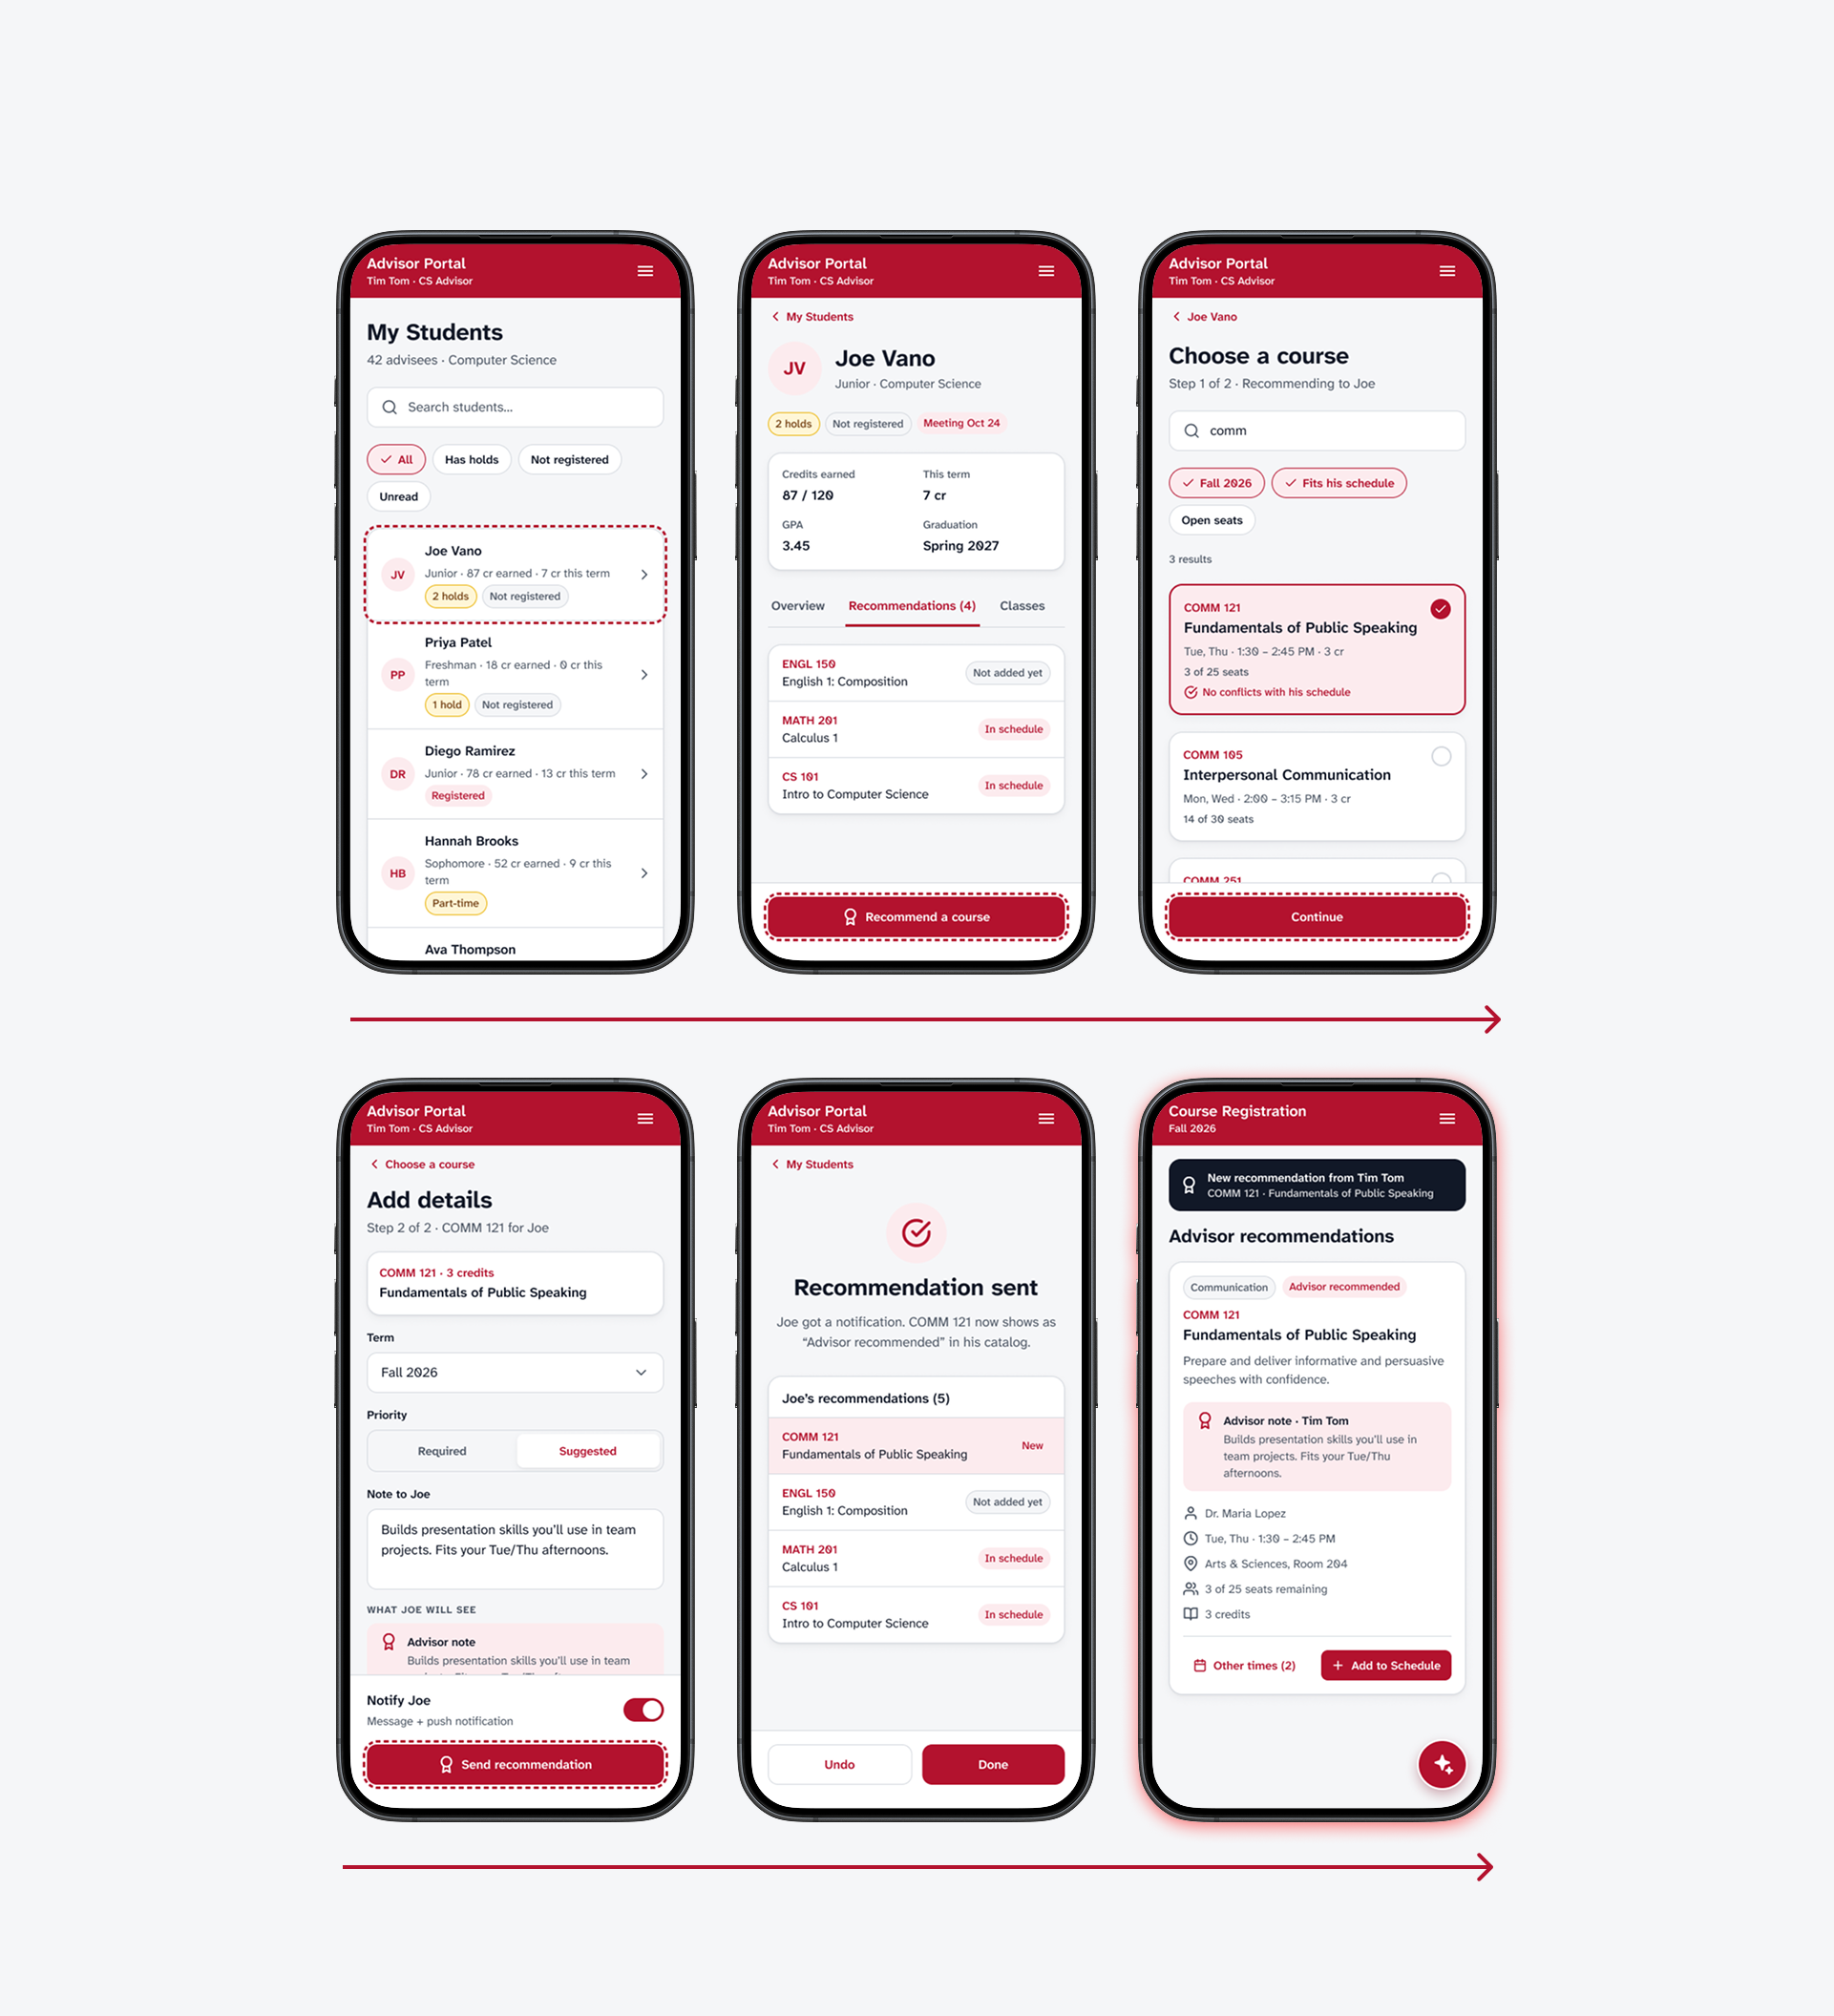 Advisor Portal
Tim Tom · CS Advisor
My Students
42 advisees · Computer Science
Search students...
All
Has holds
Not registered
Unread
Joe Vano
JV
Junior · 87 cr earned · 7 cr this term
2 holds
Not registered
Priya Patel
PP
Freshman · 18 cr earned · 0 cr this
term
1 hold
Not registered
Diego Ramirez
DR
Junior · 78 cr earned · 13 cr this term
Registered
Hannah Brooks
HB
Sophomore · 52 cr earned · 9 cr this
term
Part-time
Ava Thompson
Advisor Portal
Tim Tom · CS Advisor
My Students
JV
Joe Vano
Junior · Computer Science
2 holds
Not registered
Meeting Oct 24
Credits earned
87 / 120
This term
7 cr
GPA
3.45
Graduation
Spring 2027
Overview
Recommendations (4)
Classes
ENGL 150
English 1: Composition
Not added yet
MATH 201
Calculus 1
In schedule
CS 101
Intro to Computer Science
In schedule
Recommend a course
Advisor Portal
Tim Tom · CS Advisor
Joe Vano
Choose a course
Step 1 of 2 · Recommending to Joe
comm
Fall 2026
Fits his schedule
Open seats
3 results
COMM 121
Fundamentals of Public Speaking
Tue, Thu · 1:30 – 2:45 PM · 3 cr
3 of 25 seats
No conflicts with his schedule
COMM 105
Interpersonal Communication
Mon, Wed · 2:00 – 3:15 PM · 3 cr
14 of 30 seats
COMM 251
Continue
Advisor Portal
Tim Tom · CS Advisor
Choose a course
Add details
Step 2 of 2 · COMM 121 for Joe
COMM 121 · 3 credits
Fundamentals of Public Speaking
Term
Fall 2026
Priority
Required
Suggested
Note to Joe
Builds presentation skills you'll use in team
projects. Fits your Tue/Thu afternoons.
WHAT JOE WILL SEE
Advisor note
Builds presentation skills you'll use in team
Notify Joe
Message + push notification
Send recommendation
Advisor Portal
Tim Tom · CS Advisor
My Students
Recommendation sent
Joe got a notification. COMM 121 now shows as
“Advisor recommended” in his catalog.
Joe's recommendations (5)
COMM 121
Fundamentals of Public Speaking
New
ENGL 150
English 1: Composition
Not added yet
MATH 201
Calculus 1
In schedule
CS 101
Intro to Computer Science
In schedule
Undo
Done
Course Registration
Fall 2026
New recommendation from Tim Tom
COMM 121 · Fundamentals of Public Speaking
Advisor recommendations
Communication
Advisor recommended
COMM 121
Fundamentals of Public Speaking
Prepare and deliver informative and persuasive
speeches with confidence.
Advisor note · Tim Tom
Builds presentation skills you'll use in
team projects. Fits your Tue/Thu
afternoons.
Dr. Maria Lopez
Tue, Thu · 1:30 – 2:45 PM
Arts & Sciences, Room 204
3 of 25 seats remaining
3 credits
Other times (2)
Add to Schedule